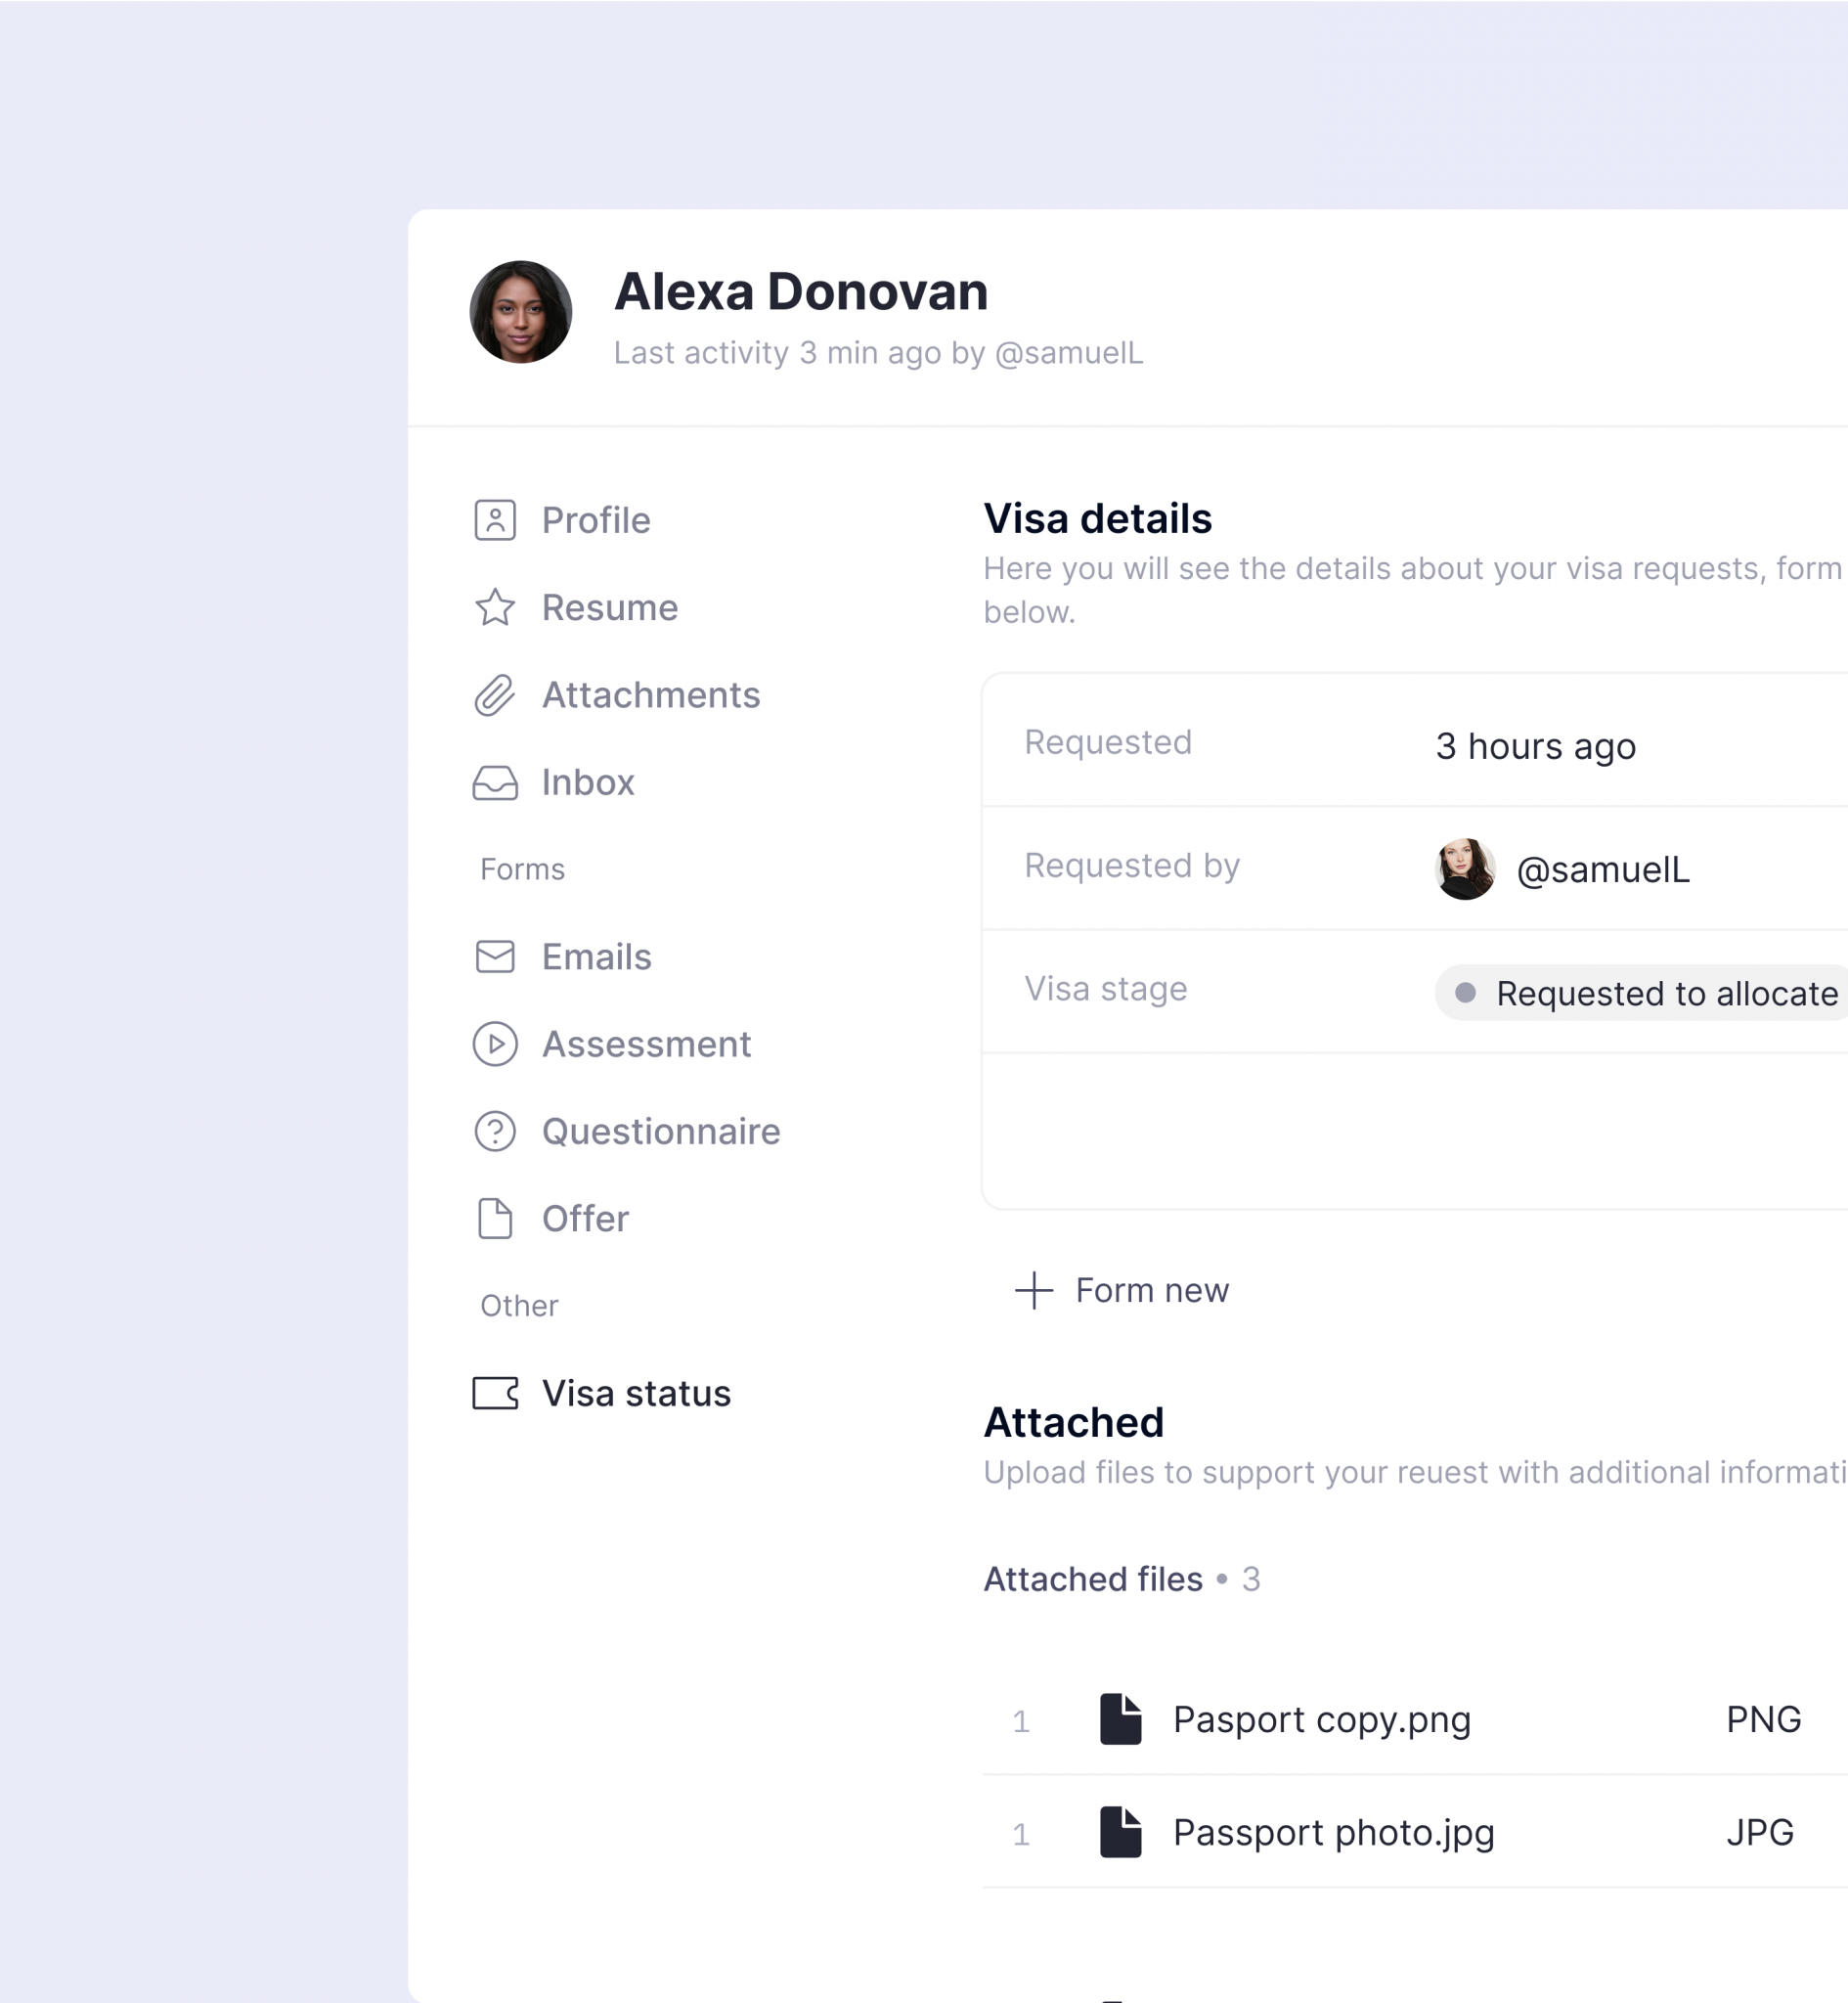 Alexa Donovan
Last activity 3 min ago by @samuelL
Profile
Resume
Attachments
Inbox
Forms
Emails
Assessment
Questionnaire
Offer
Other
Visa status
Visa details
Here you will see the details about your visa requests, form
below.
Requested 3 hours ago
Requested by @samuelL
Visa stage Requested to allocate
Form new
Attached
Upload files to support your reuest with additional informati
Attached files • 3
1 Pasport copy.png PNG
1 Passport photo.jpg JPG